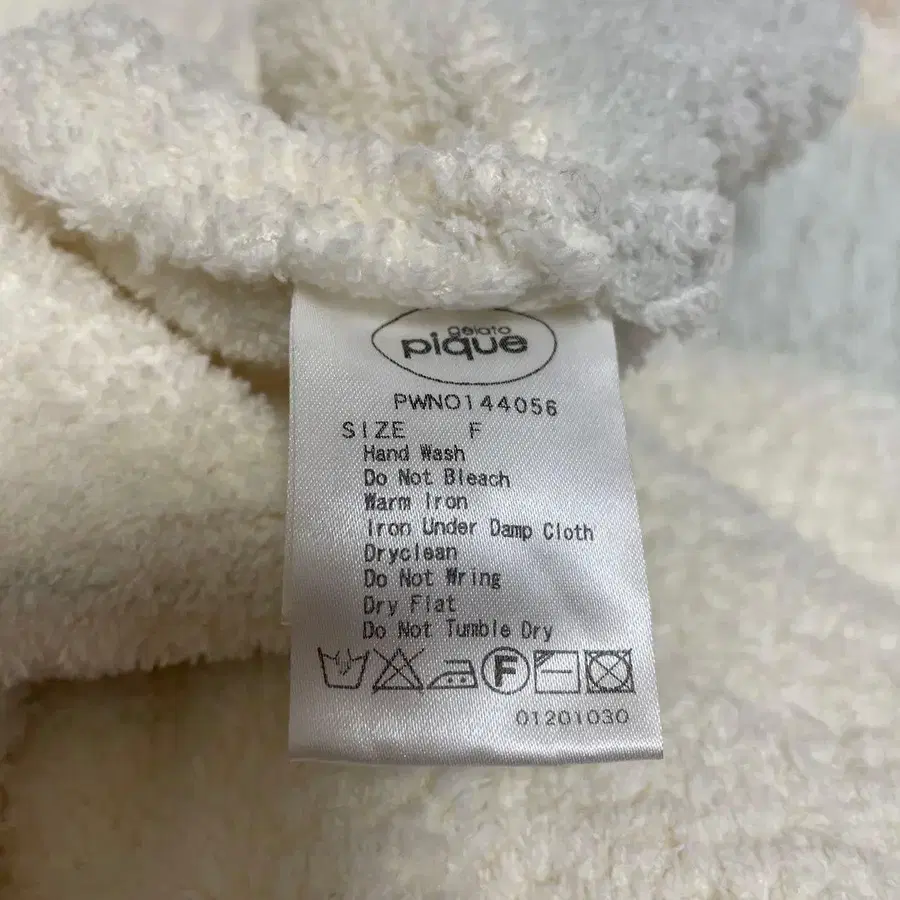 gelato
pique
PWNO144056
SIZE F
Hand Wash
Do Not Bleach
Warm Iron
Iron Under Damp Cloth
Dryclean
Do Not Wring
Dry Flat
Do Not Tumble Dry
F
01201030